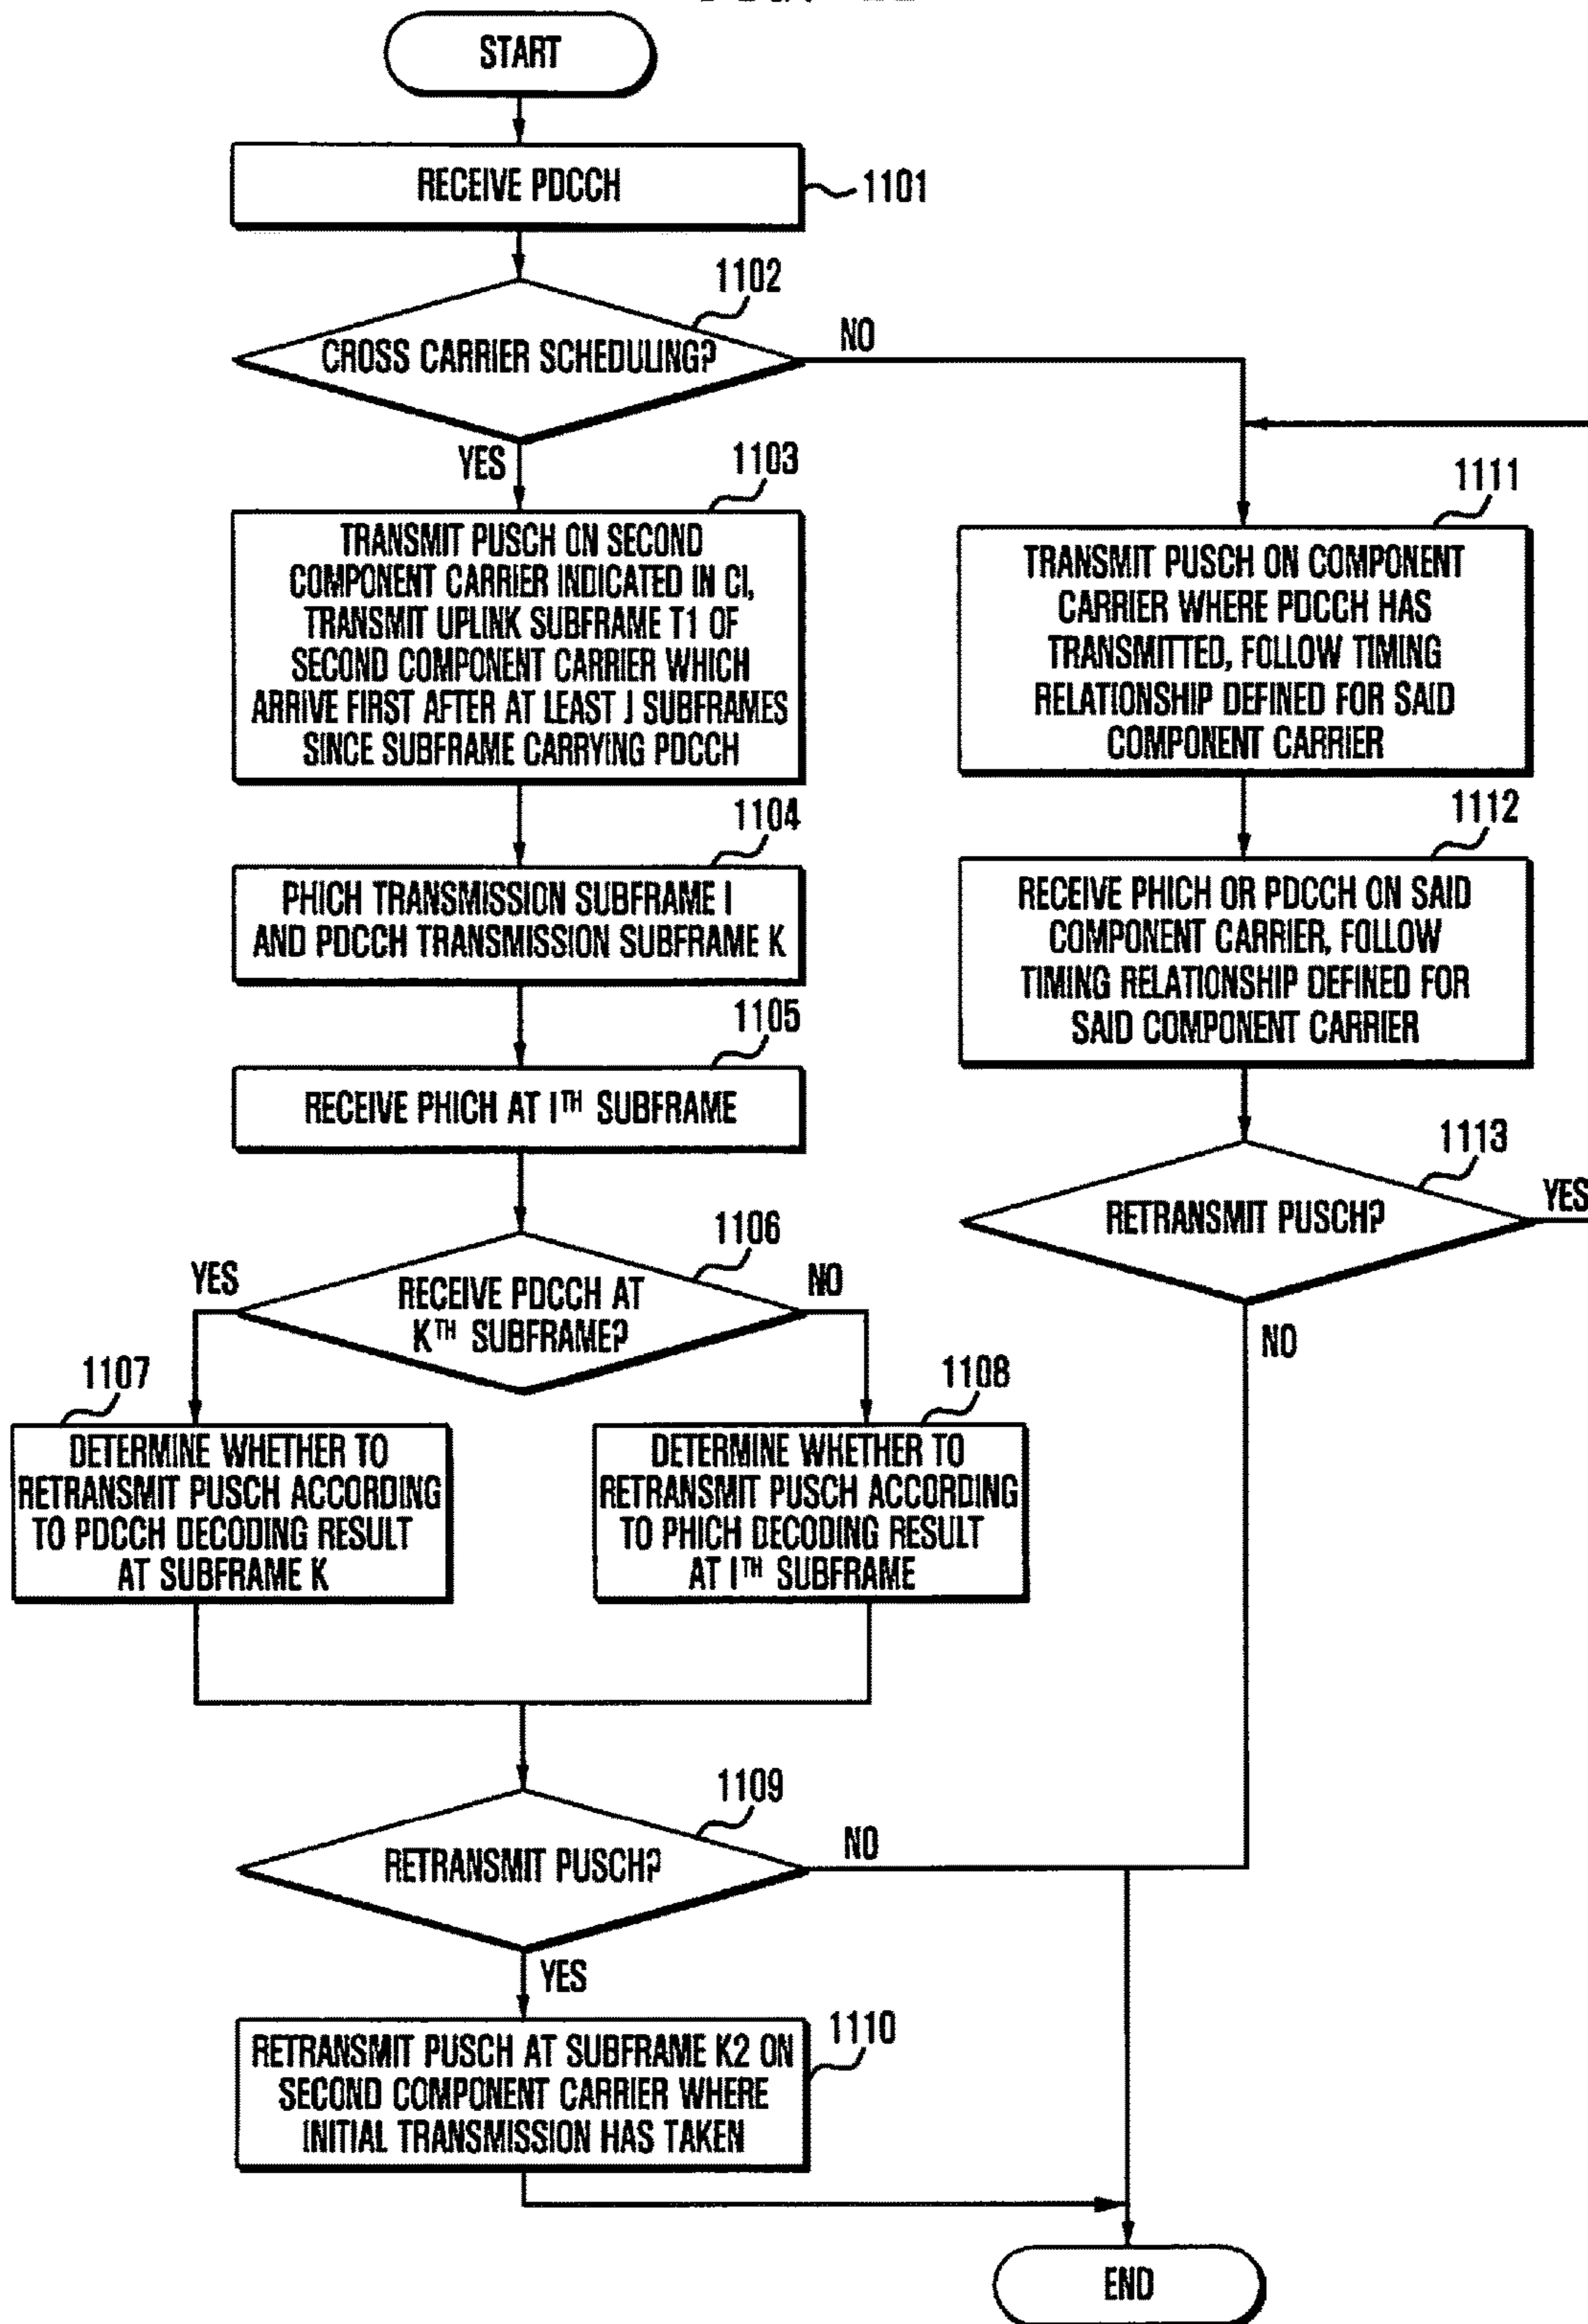 START
RECEIVE PDCCH
1101
1102
CROSS CARRIER SCHEDULING?
NO
YES
1103
TRANSMIT PUSCH ON SECOND
COMPONENT CARRIER INDICATED IN CI,
TRANSMIT UPLINK SUBFRAME T1 OF
SECOND COMPONENT CARRIER WHICH
ARRIVE FIRST AFTER AT LEAST J SUBFRAMES
SINCE SUBFRAME CARRYING PDCCH
1111
TRANSMIT PUSCH ON COMPONENT
CARRIER WHERE PDCCH HAS
TRANSMITTED, FOLLOW TIMING
RELATIONSHIP DEFINED FOR SAID
COMPONENT CARRIER
1104
PHICH TRANSMISSION SUBFRAME I
AND PDCCH TRANSMISSION SUBFRAME K
1112
RECEIVE PHICH OR PDCCH ON SAID
COMPONENT CARRIER, FOLLOW
TIMING RELATIONSHIP DEFINED FOR
SAID COMPONENT CARRIER
1105
RECEIVE PHICH AT ITH SUBFRAME
1113
RETRANSMIT PUSCH?
YES
NO
1106
RECEIVE PDCCH AT
KTH SUBFRAME?
YES
NO
1107
DETERMINE WHETHER TO
RETRANSMIT PUSCH ACCORDING
TO PDCCH DECODING RESULT
AT SUBFRAME K
1108
DETERMINE WHETHER TO
RETRANSMIT PUSCH ACCORDING
TO PHICH DECODING RESULT
AT ITH SUBFRAME
1109
RETRANSMIT PUSCH?
NO
YES
RETRANSMIT PUSCH AT SUBFRAME K2 ON
SECOND COMPONENT CARRIER WHERE
INITIAL TRANSMISSION HAS TAKEN
1110
END